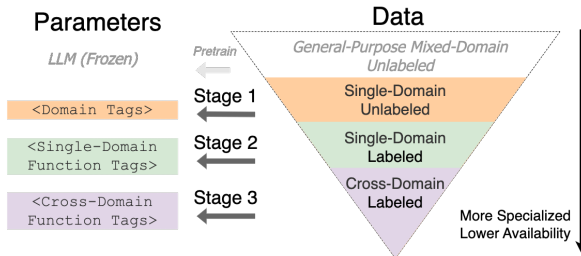 Parameters
Data
LLM (Frozen)
Pretrain
General-Purpose Mixed-Domain
Unlabeled
<Domain Tags>
Stage 1
Single-Domain
Unlabeled
<Single-Domain
Function Tags>
Stage 2
Single-Domain
Labeled
<Cross-Domain
Function Tags>
Stage 3
Cross-Domain
Labeled
More Specialized
Lower Availability